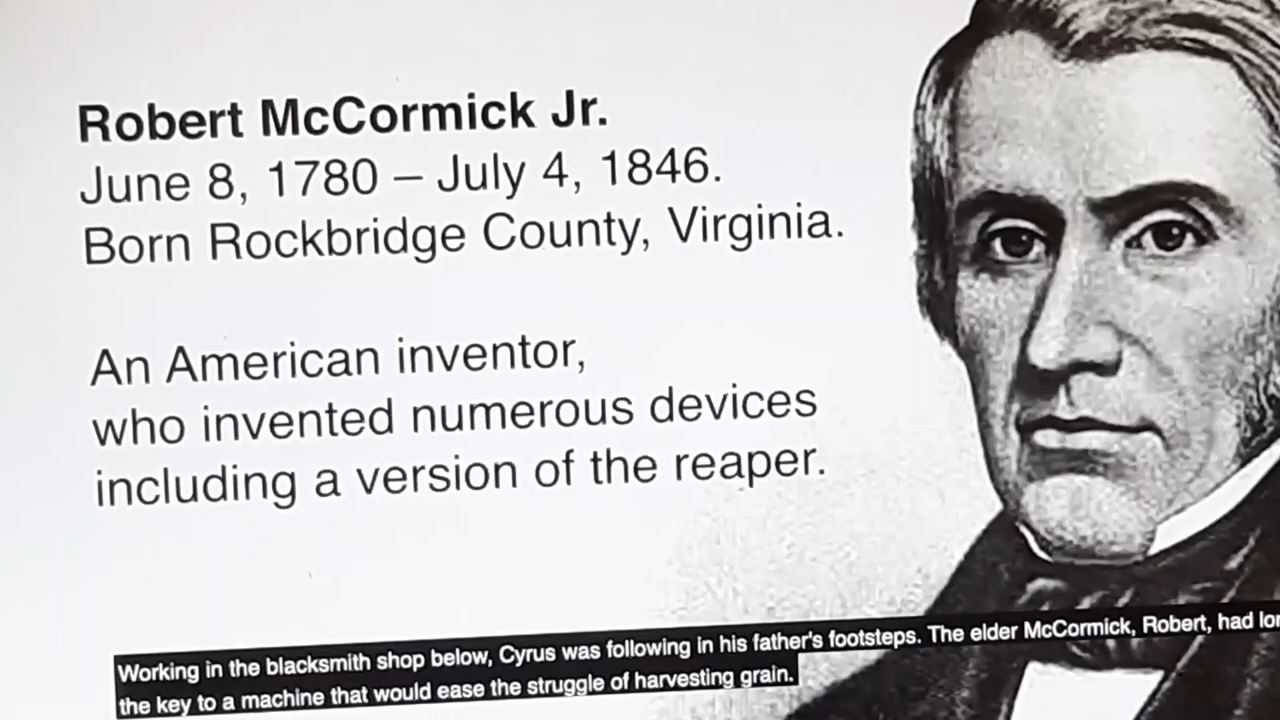 Robert McCormick Jr.
June 8, 1780 – July 4, 1846.
Born Rockbridge County, Virginia.
An American inventor,
who invented numerous devices
including a version of the reaper.
Working in the blacksmith shop below, Cyrus was following in his father's footsteps. The elder McCormick, Robert, had
the key to a machine that would ease the struggle of harvesting grain.